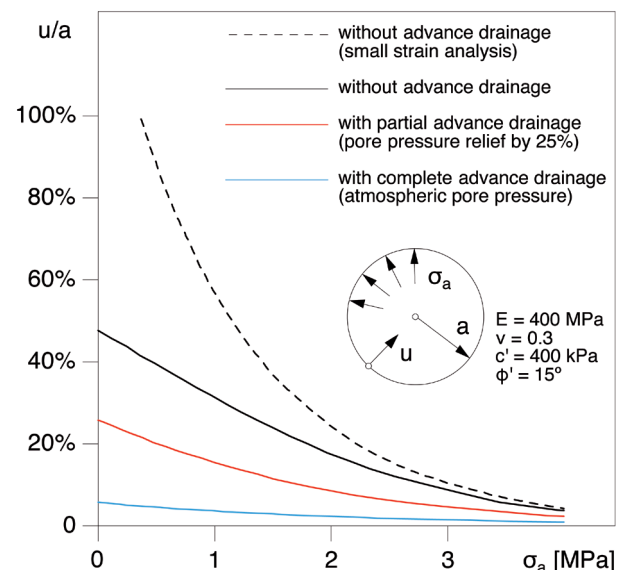 u/a
without advance drainage
(small strain analysis)
without advance drainage
with partial advance drainage
(pore pressure relief by 25%)
with complete advance drainage
(atmospheric pore pressure)
100%
80%
60%
40%
20%
0
σa
a
u
E = 400 MPa
ν = 0.3
c' = 400 kPa
ϕ' = 15º
0
1
2
3
σa [MPa]